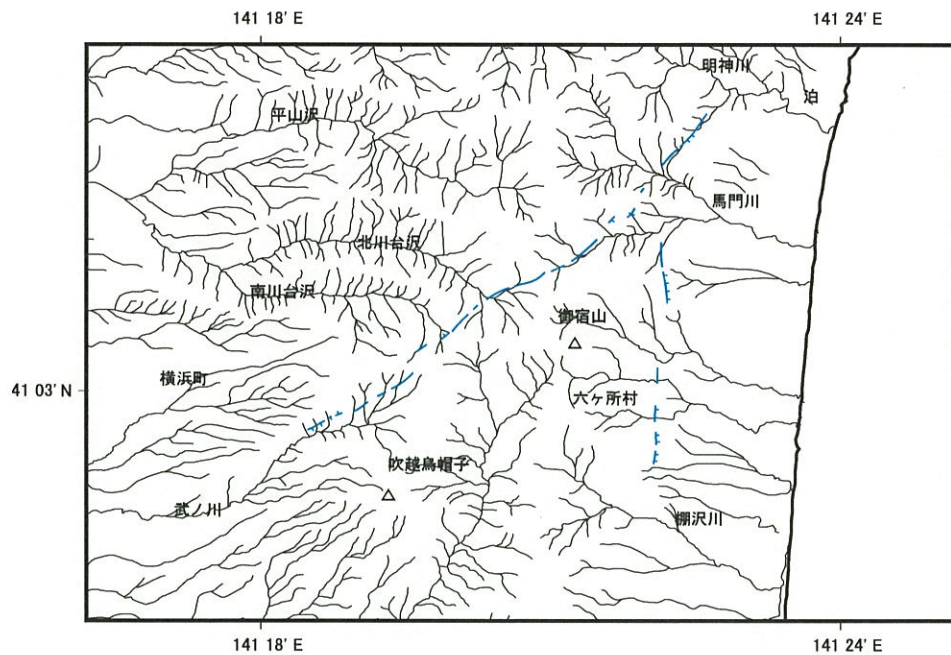 141 18' E
141 24' E
明神川
泊
平山沢
馬門川
北川台沢
南川台沢
御宿山
横浜町
41 03' N
六ヶ所村
吹越烏帽子
武ノ川
棚沢川
141 18' E
141 24' E